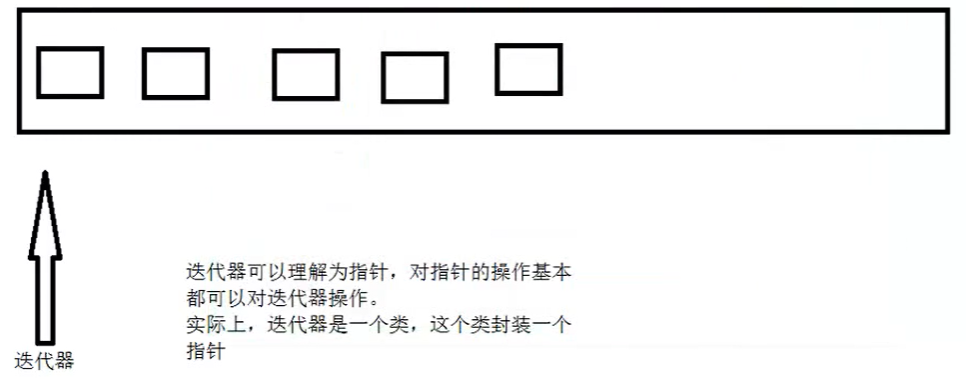 迭代器可以理解为指针，对指针的操作基本
都可以对迭代器操作。
实际上，迭代器是一个类，这个类封装一个
指针
迭代器